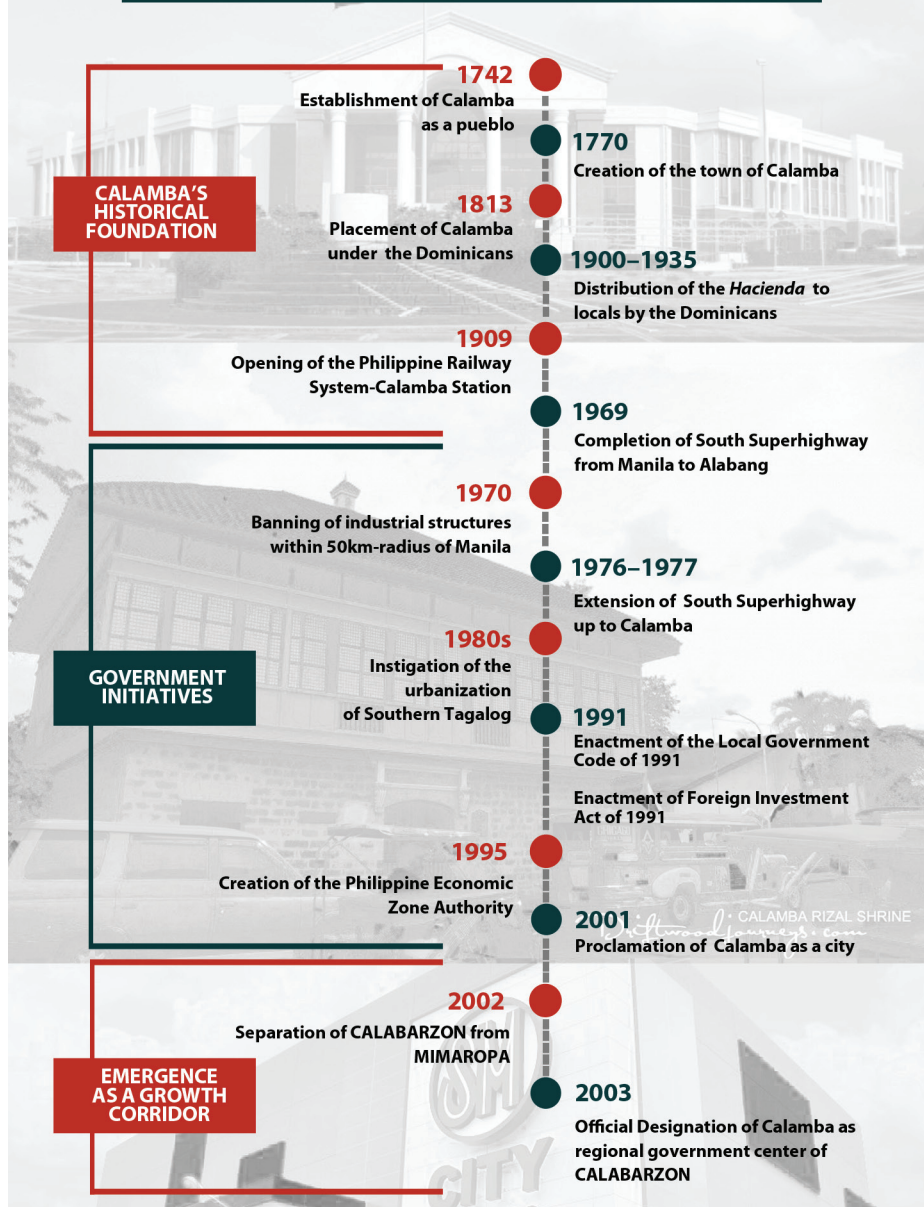 1742
Establishment of Calamba
as a pueblo
1770
Creation of the town of Calamba
CALAMBA'S
HISTORICAL
FOUNDATION
1813
Placement of Calamba
under the Dominicans
1900–1935
Distribution of the Hacienda to
locals by the Dominicans
1909
Opening of the Philippine Railway
System-Calamba Station
1969
Completion of South Superhighway
from Manila to Alabang
1970
Banning of industrial structures
within 50km-radius of Manila
1976–1977
Extension of South Superhighway
up to Calamba
GOVERNMENT
INITIATIVES
1980s
Instigation of the
urbanization
of Southern Tagalog
1991
Enactment of the Local Government
Code of 1991
Enactment of Foreign Investment
Act of 1991
1995
Creation of the Philippine Economic
Zone Authority
CALAMBA RIZAL SHRINE
Driftwoodjourneys.com
2001
Proclamation of Calamba as a city
2002
Separation of CALABARZON from
MIMAROPA
EMERGENCE
AS A GROWTH
CORRIDOR
SM
CITY
2003
Official Designation of Calamba as
regional government center of
CALABARZON